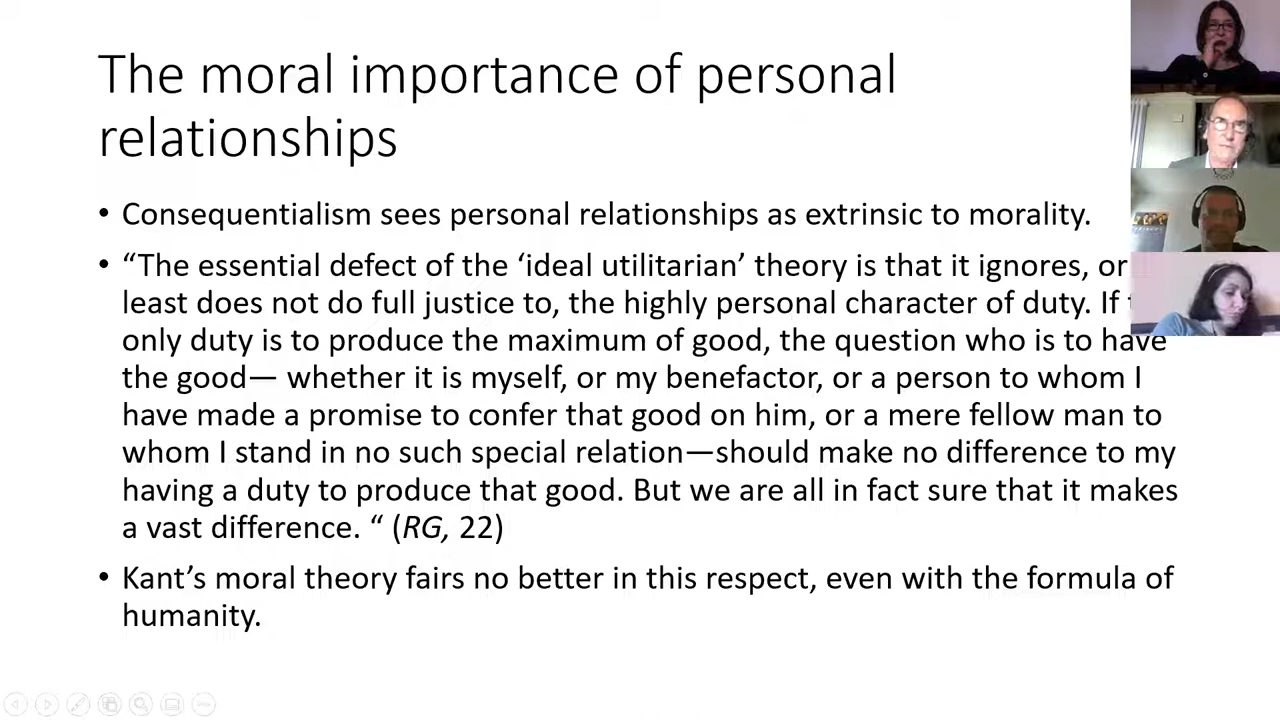 The moral importance of personal
relationships
• Consequentialism sees personal relationships as extrinsic to morality.
• “The essential defect of the ‘ideal utilitarian’ theory is that it ignores, or
least does not do full justice to, the highly personal character of duty. If
only duty is to produce the maximum of good, the question who is to have
the good— whether it is myself, or my benefactor, or a person to whom I
have made a promise to confer that good on him, or a mere fellow man to
whom I stand in no such special relation—should make no difference to my
having a duty to produce that good. But we are all in fact sure that it makes
a vast difference. “ (RG, 22)
• Kant’s moral theory fairs no better in this respect, even with the formula of
humanity.